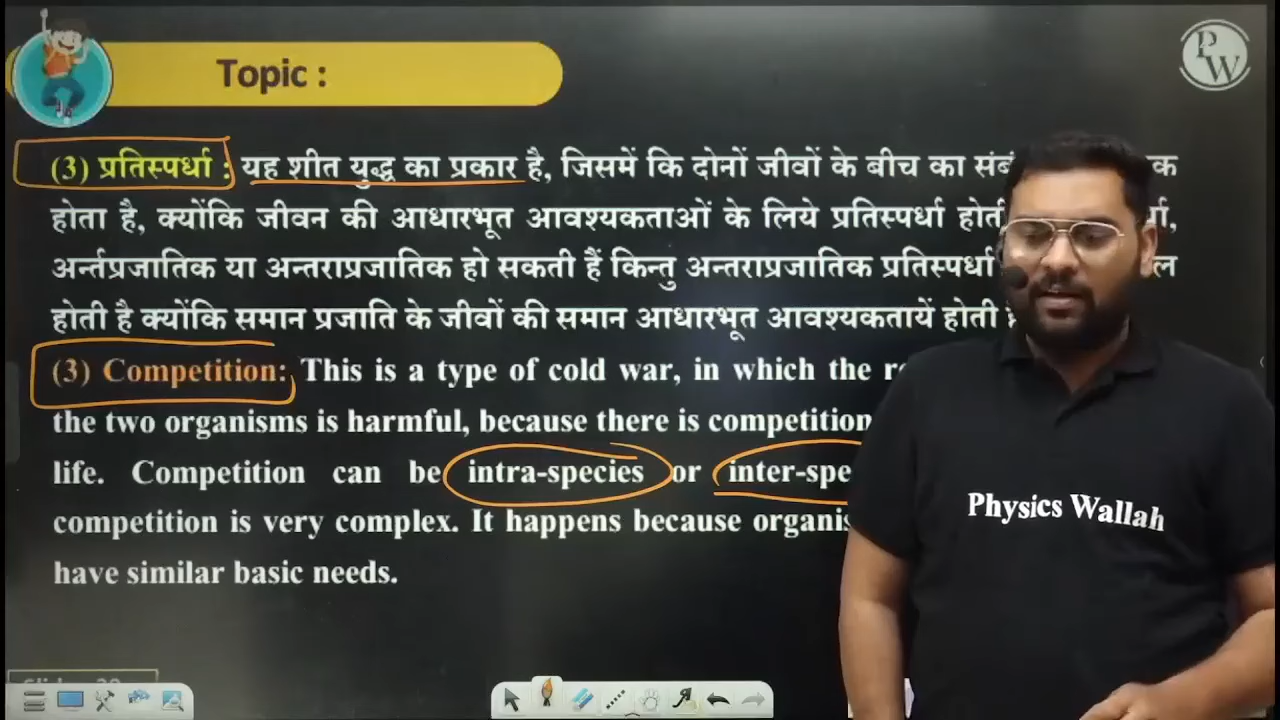 Topic :
PW
(3) प्रतिस्पर्धा : यह शीत युद्ध का प्रकार है, जिसमें कि दोनों जीवों के बीच का
होता है, क्योंकि जीवन की आधारभूत आवश्यकताओं के लिये प्रतिस्पर्धा
अर्न्तप्रजातिक या अन्तराप्रजातिक हो सकती हैं किन्तु अन्तराप्रजातिक प्रतिस्पर्धा
होती है क्योंकि समान प्रजाति के जीवों की समान आधारभूत आवश्यकतायें होती
(3) Competition: This is a type of cold war, in which the
the two organisms is harmful, because there is competition
life. Competition can be intra-species or
competition is very complex. It happens because
have similar basic needs.
Physics Wallah